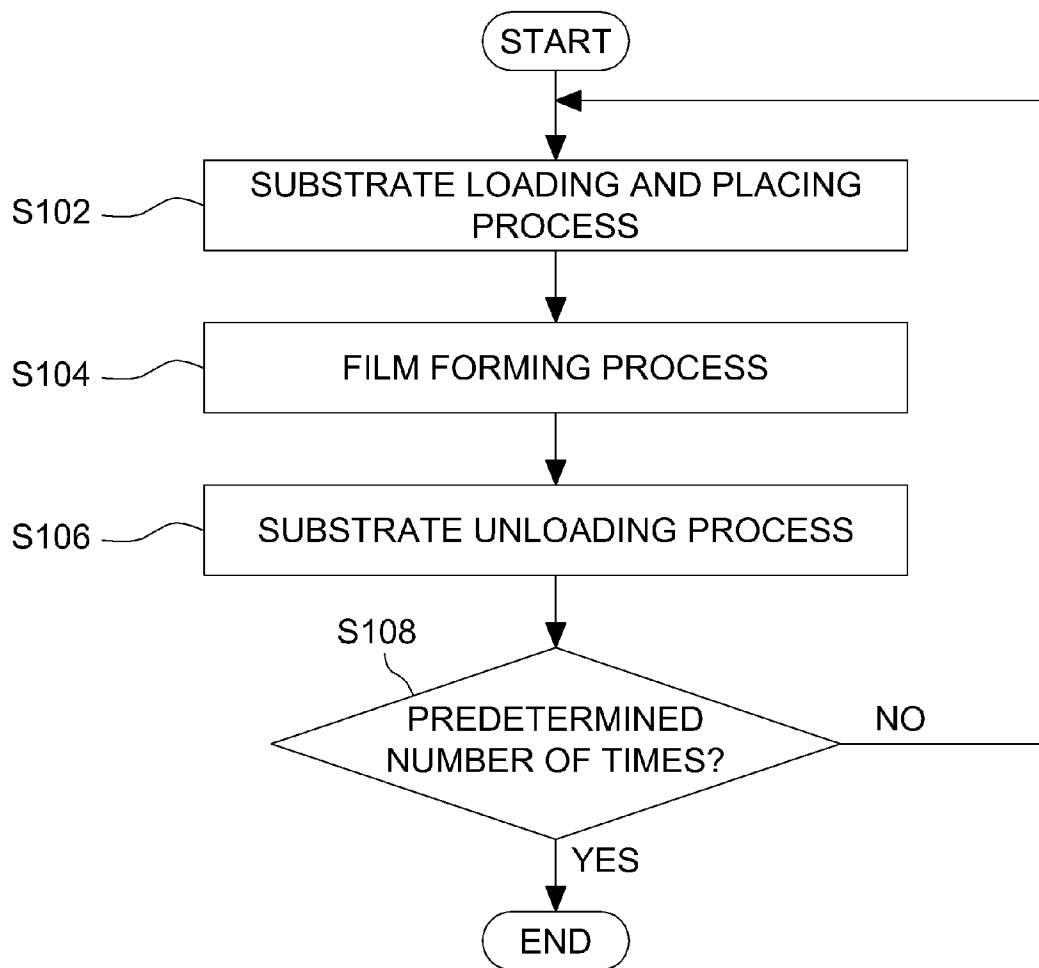 START
SUBSTRATE LOADING AND PLACING
PROCESS
S102
FILM FORMING PROCESS
S104
SUBSTRATE UNLOADING PROCESS
S106
S108
PREDETERMINED
NUMBER OF TIMES?
NO
YES
END